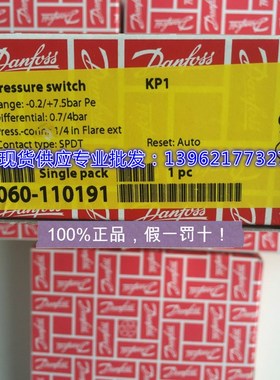 Danfoss
Pressure switch KP1
Range: -0.2/+7.5bar Pe
Differential: 0.7/4bar
Press.-conn. 1/4 in Flare ext
Contact type: SPDT Reset: Auto
现货供应专业批发：13962177732
Single pack 1 pc
060-110191
100%正品，假一罚十！
Danfoss